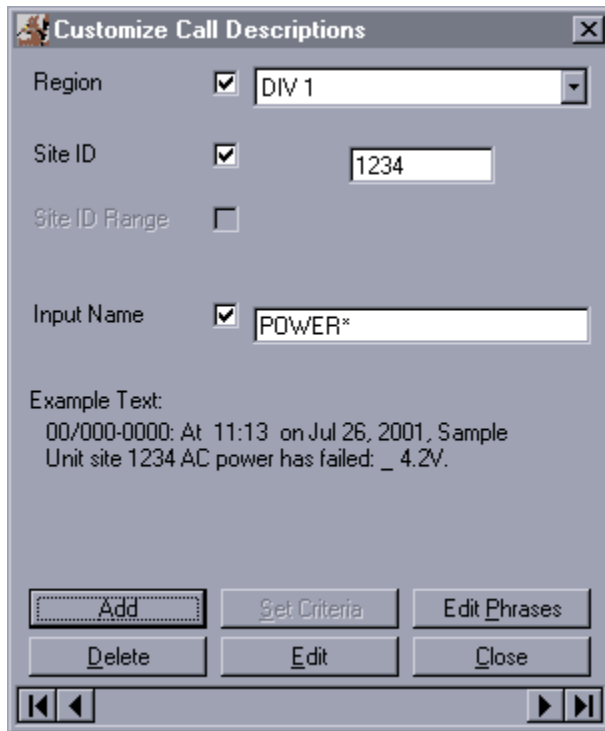 Customize Call Descriptions
Region DIV 1
Site ID 1234
Site ID Range
Input Name POWER*
Example Text:
00/000-0000: At  11:13  on Jul 26, 2001, Sample
Unit site 1234 AC power has failed: _ 4.2V.
Add Set Criteria Edit Phrases
Delete Edit Close